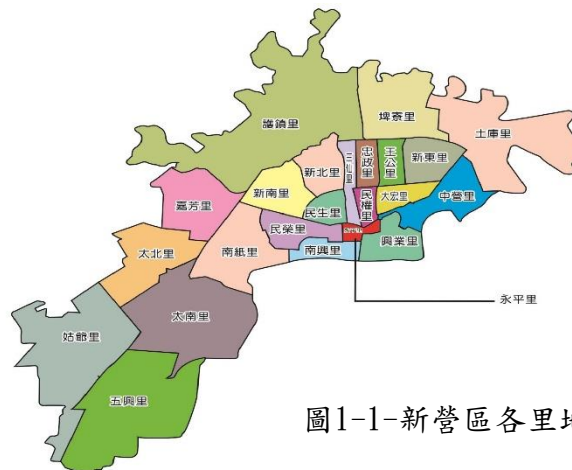 護鎮里
埤寮里
土庫里
新北里
三仙里
忠政里
王公里
新東里
嘉芳里
新南里
民生里
民權里
大宏里
中營里
太北里
南紙里
民榮里
南興里
興業里
永平里
姑爺里
太南里
五興里
圖1-1-新營區各里